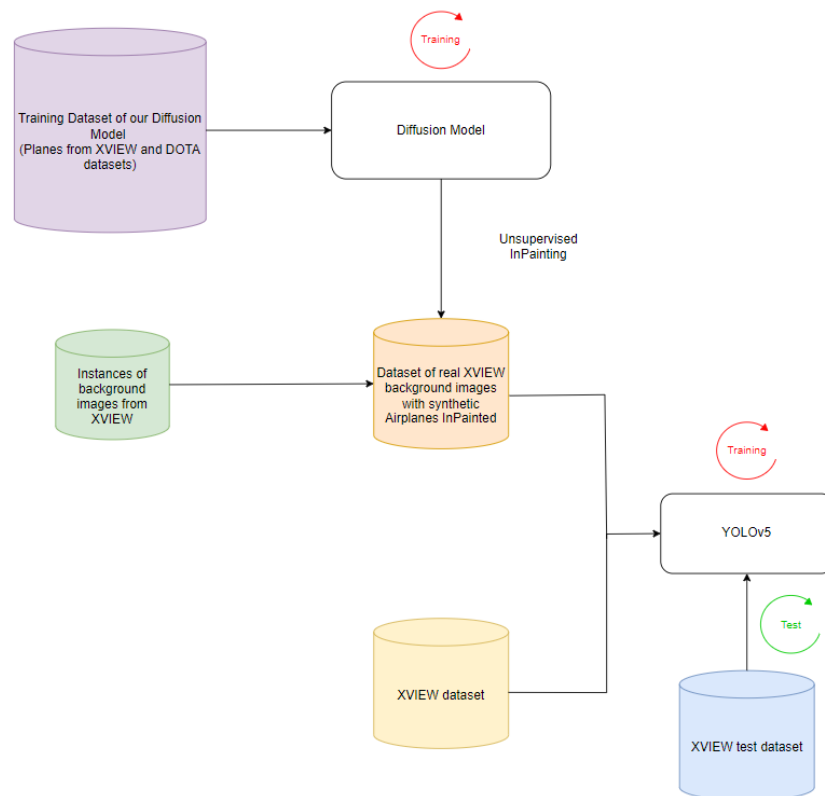 Training
Training Dataset of our Diffusion
Model
(Planes from XVIEW and DOTA
datasets)
Diffusion Model
Unsupervised
InPainting
Instances of
background
images from
XVIEW
Dataset of real XVIEW
background images
with synthetic
Airplanes InPainted
Training
YOLOv5
Test
XVIEW dataset
XVIEW test dataset